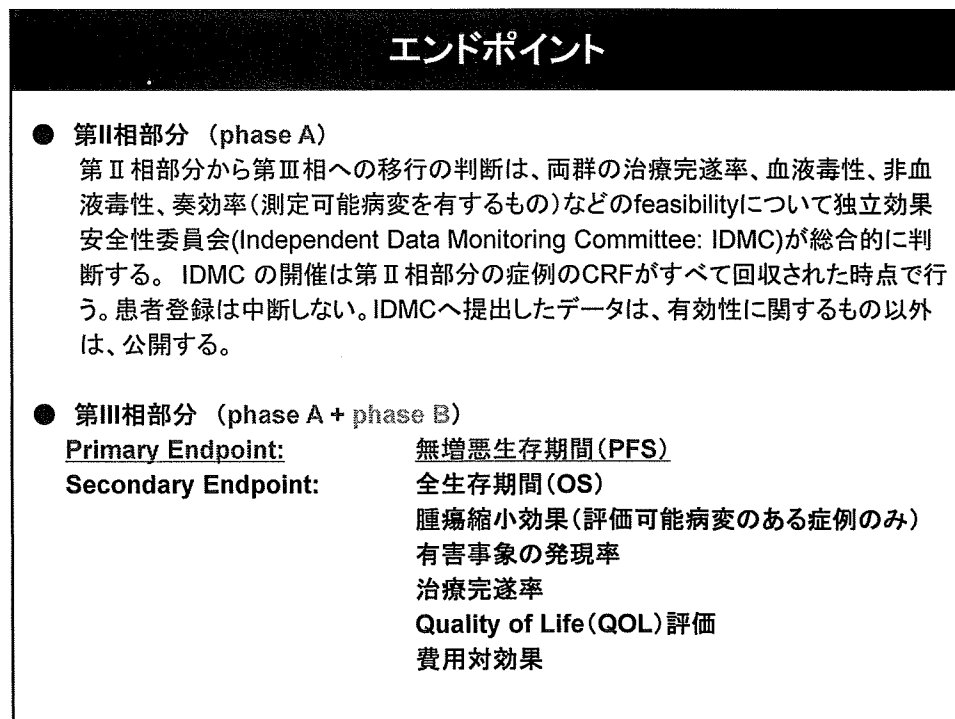 エンドポイント
● 第II相部分 （phase A）
第Ⅱ相部分から第Ⅲ相への移行の判断は、両群の治療完遂率、血液毒性、非血
液毒性、奏効率（測定可能病変を有するもの）などのfeasibilityについて独立効果
安全性委員会(Independent Data Monitoring Committee: IDMC)が総合的に判
断する。 IDMC の開催は第Ⅱ相部分の症例のCRFがすべて回収された時点で行
う。患者登録は中断しない。IDMCへ提出したデータは、有効性に関するもの以外
は、公開する。
● 第III相部分 （phase A + phase B）
Primary Endpoint: 無増悪生存期間（PFS）
Secondary Endpoint: 全生存期間（OS）
腫瘍縮小効果（評価可能病変のある症例のみ）
有害事象の発現率
治療完遂率
Quality of Life（QOL）評価
費用対効果